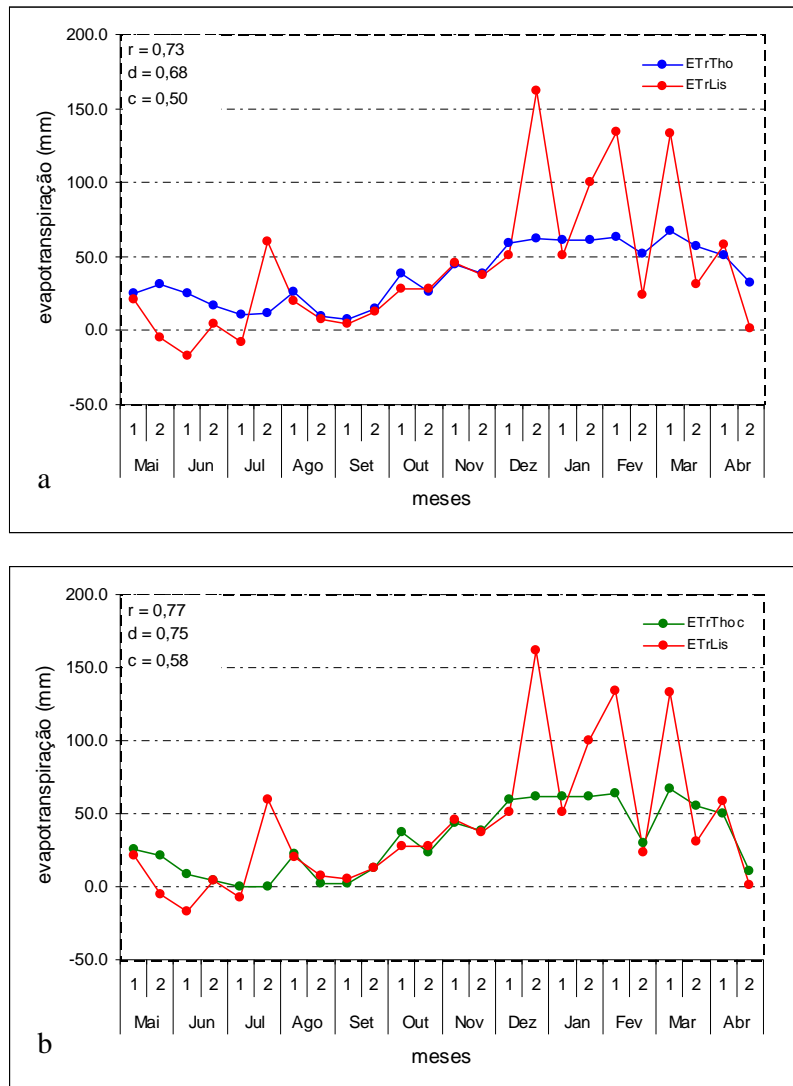 r = 0,73
d = 0,68
c = 0,50
ETrTho
ETrLis
evapotranspiração (mm)
200.0
150.0
100.0
50.0
0.0
-50.0
1 2 1 2 1 2 1 2 1 2 1 2 1 2 1 2 1 2 1 2 1 2 1 2
Mai Jun Jul Ago Set Out Nov Dez Jan Fev Mar Abr
meses
a
r = 0,77
d = 0,75
c = 0,58
ETrThoc
ETrLis
evapotranspiração (mm)
200.0
150.0
100.0
50.0
0.0
-50.0
1 2 1 2 1 2 1 2 1 2 1 2 1 2 1 2 1 2 1 2 1 2 1 2
Mai Jun Jul Ago Set Out Nov Dez Jan Fev Mar Abr
meses
b